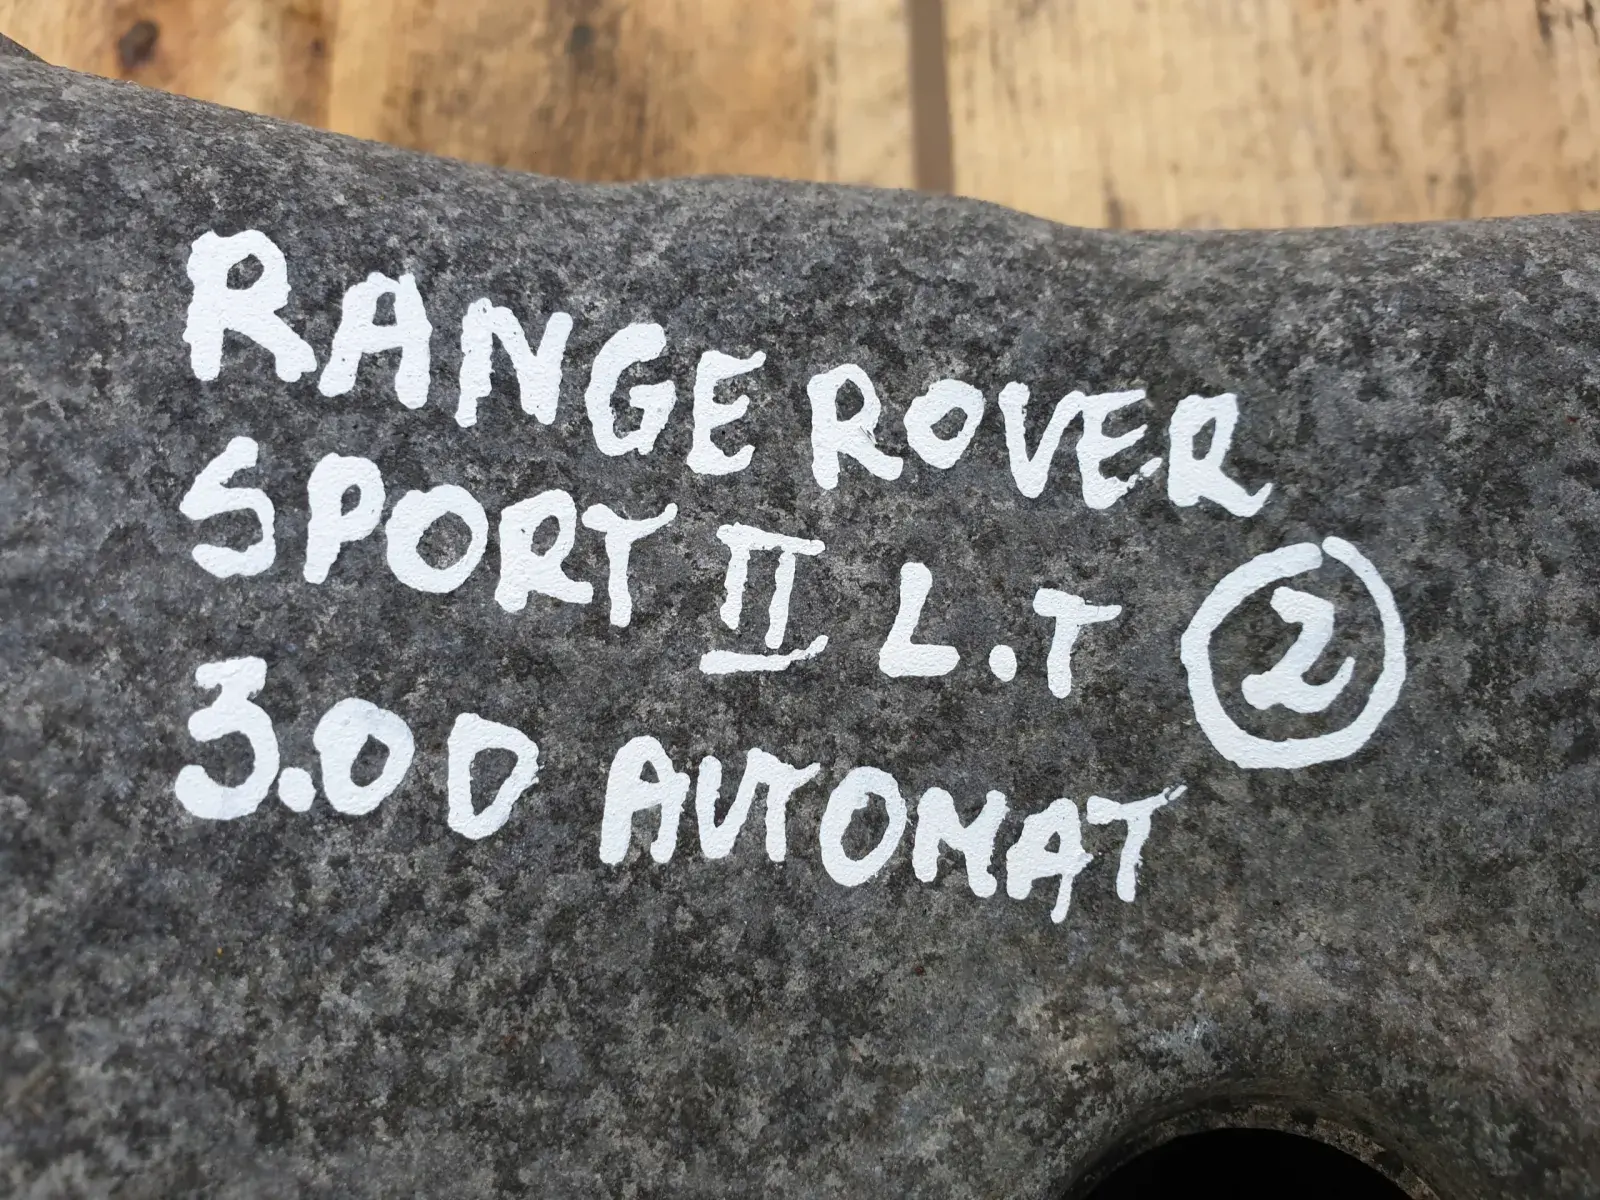 RANGE ROVER
SPORT II L.T ②
3.0D AUTOMAT